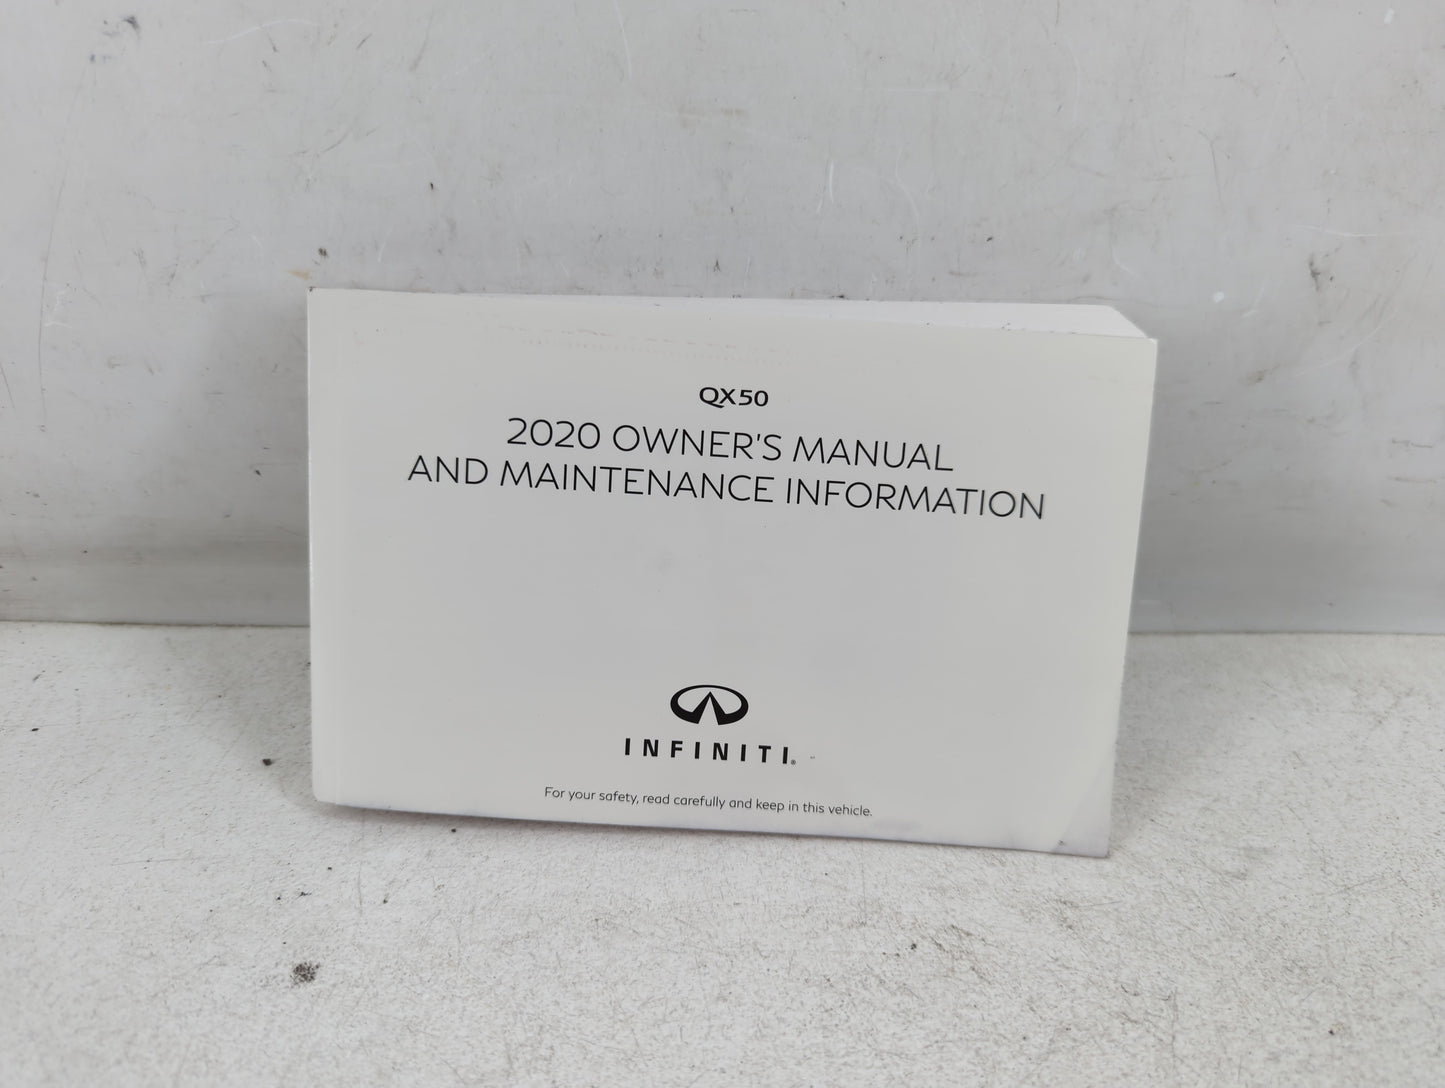 QX50
2020 OWNER'S MANUAL
AND MAINTENANCE INFORMATION
INFINITI®
For your safety, read carefully and keep in this vehicle.